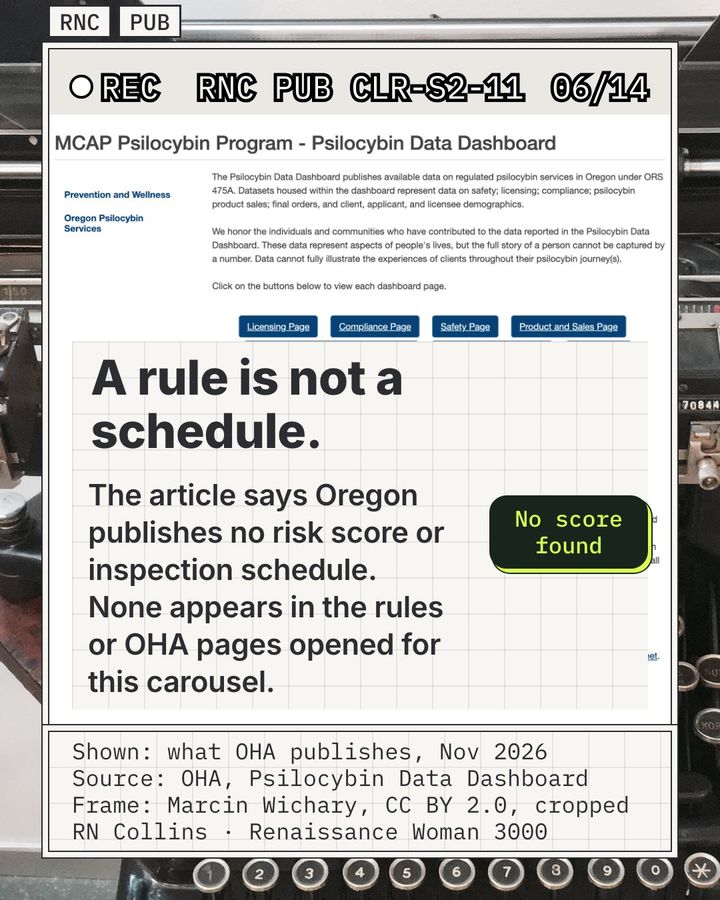 RNC PUB
REC RNC PUB CLR-S2-11 06/14
MCAP Psilocybin Program - Psilocybin Data Dashboard
Prevention and Wellness
Oregon Psilocybin
Services
The Psilocybin Data Dashboard publishes available data on regulated psilocybin services in Oregon under ORS
475A. Datasets housed within the dashboard represent data on safety; licensing; compliance; psilocybin
product sales; final orders, and client, applicant, and licensee demographics.
We honor the individuals and communities who have contributed to the data reported in the Psilocybin Data
Dashboard. These data represent aspects of people's lives, but the full story of a person cannot be captured by
a number. Data cannot fully illustrate the experiences of clients throughout their psilocybin journey(s).
Click on the buttons below to view each dashboard page.
Licensing Page Compliance Page Safety Page Product and Sales Page
A rule is not a
schedule.
The article says Oregon
publishes no risk score or
inspection schedule.
None appears in the rules
or OHA pages opened for
this carousel.
No score
found
Shown: what OHA publishes, Nov 2026
Source: OHA, Psilocybin Data Dashboard
Frame: Marcin Wichary, CC BY 2.0, cropped
RN Collins · Renaissance Woman 3000
2 3 4 5 6 7 8 9 0